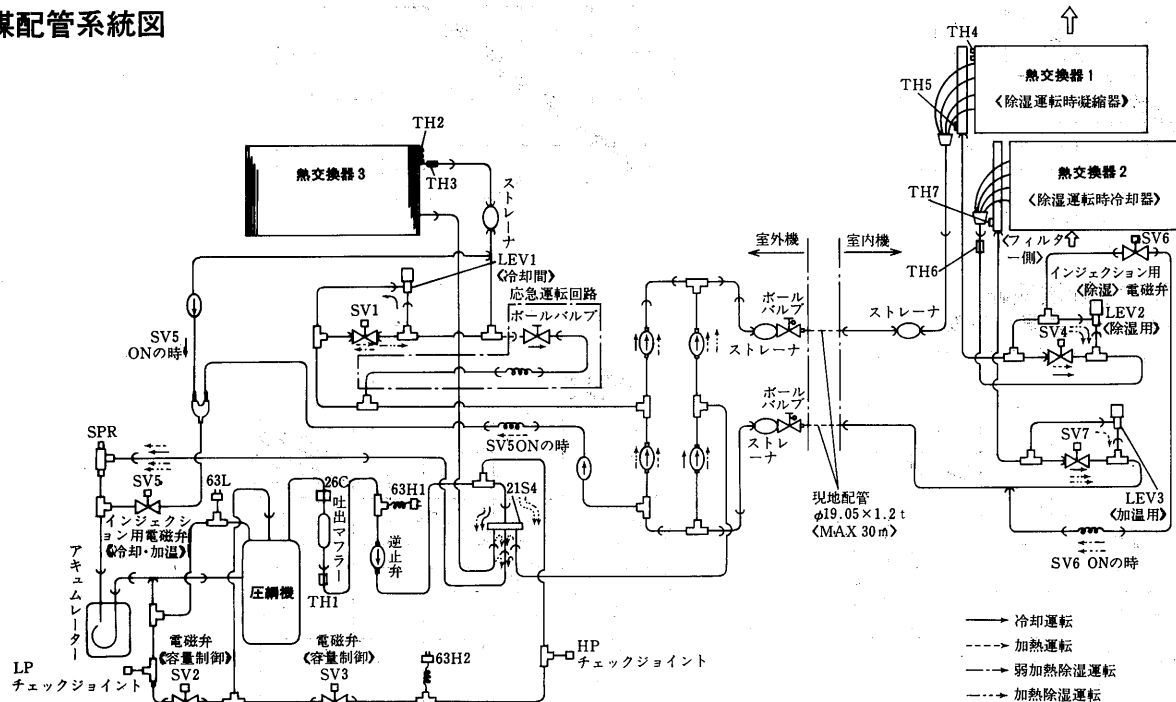 媒配管系統図
TH4
熱交換器1
〈除湿運転時凝縮器〉
TH5
熱交換器2
〈除湿運転時冷却器〉
TH7
TH6
〈フィルター側〉
SV6
インジェクション用
〈除湿〉電磁弁
LEV2
〈除湿用〉
SV4
TH2
熱交換器3
TH3
ストレーナ
LEV1
〈冷却間〉
応急運転回路
ボールバルブ
SV1
SV5
ONの時
室外機
室内機
ボール
バルブ
ストレーナ
ストレーナ
ボール
バルブ
ストレーナ
現地配管
φ19.05×1.2t
〈MAX 30m〉
SV7
LEV3
〈加温用〉
SV6 ONの時
SV5ONの時
SPR
SV5
インジェクション用電磁弁
〈冷却・加温〉
63L
26C
吐出マフラー
TH1
63H1
逆止弁
21S4
圧縮機
アキュムレーター
LP
チェックジョイント
電磁弁
〈容量制御〉
SV2
電磁弁
〈容量制御〉
SV3
63H2
HP
チェックジョイント
冷却運転
加熱運転
弱加熱除湿運転
加熱除湿運転